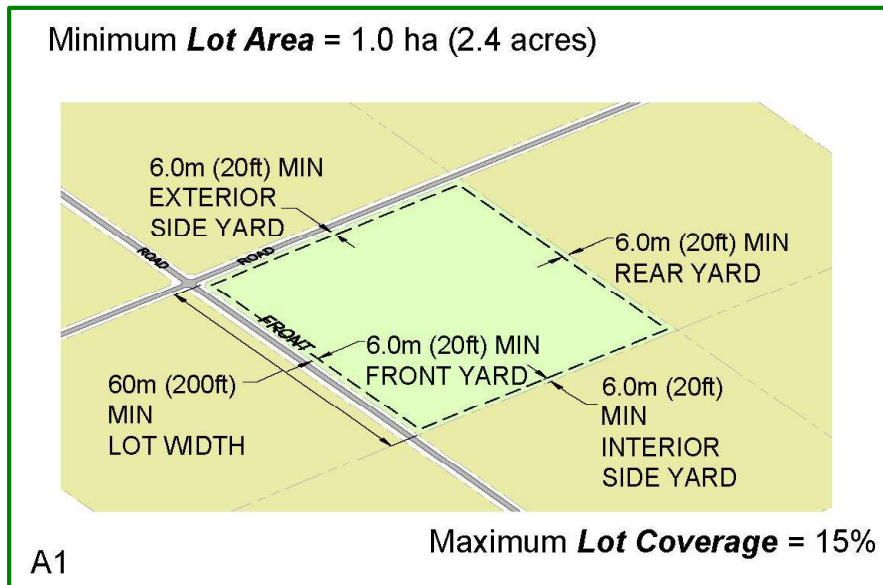 Minimum Lot Area = 1.0 ha (2.4 acres)
6.0m (20ft) MIN
EXTERIOR
SIDE YARD
ROAD
ROAD
6.0m (20ft) MIN
REAR YARD
FRONT
6.0m (20ft) MIN
FRONT YARD
60m (200ft)
MIN
LOT WIDTH
6.0m (20ft)
MIN
INTERIOR
SIDE YARD
Maximum Lot Coverage = 15%
A1